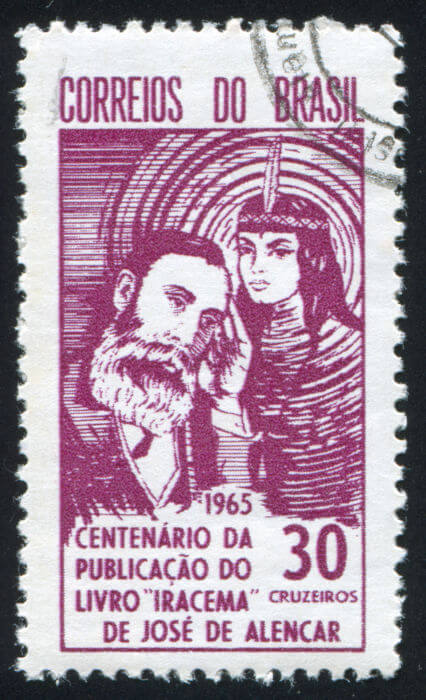 CORREIOS DO BRASIL
1965
CENTENÁRIO DA
PUBLICAÇÃO DO
LIVRO "IRACEMA"
DE JOSÉ DE ALENCAR
30
CRUZEIROS